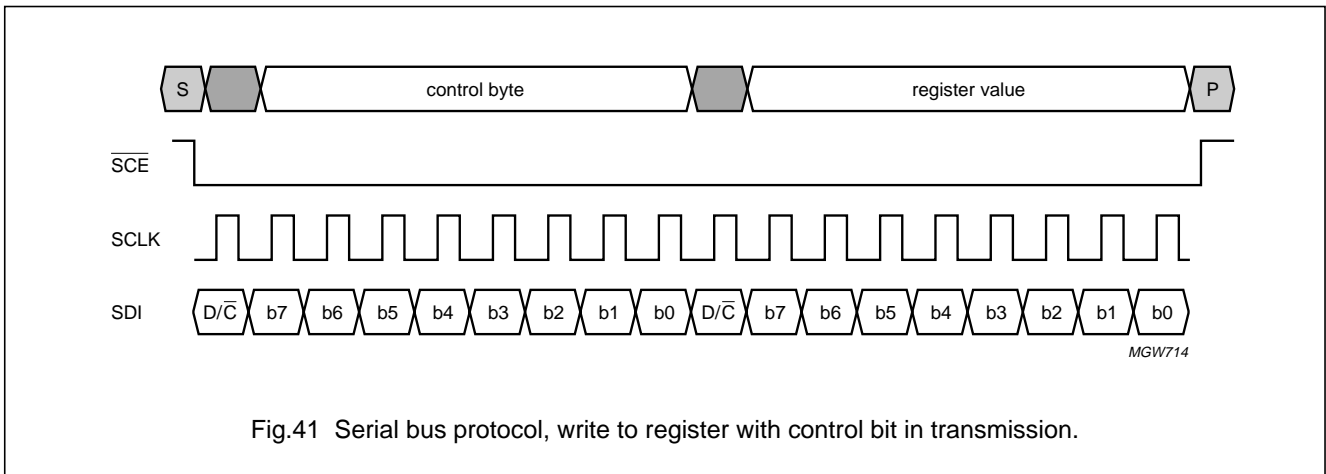 S control byte register value P
S̅C̅E̅
SCLK
SDI D/C̅ b7 b6 b5 b4 b3 b2 b1 b0 D/C̅ b7 b6 b5 b4 b3 b2 b1 b0
MGW714
Fig.41 Serial bus protocol, write to register with control bit in transmission.